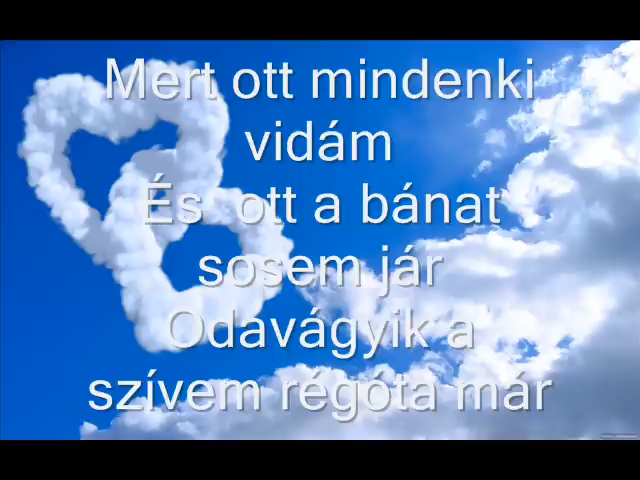 Mert ott mindenki
vidám
És ott a bánat
sosem jár
Odavágyik a
szívem régóta már